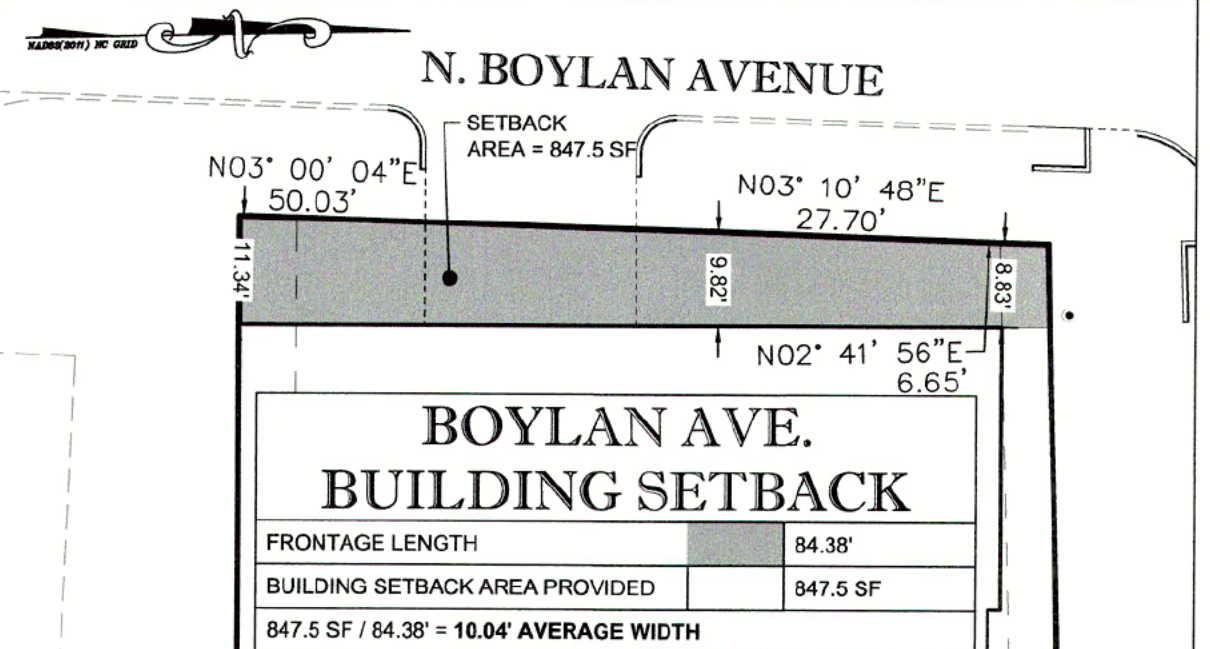 NAD83(2011) NC GRID
N. BOYLAN AVENUE
SETBACK
AREA = 847.5 SF
N03° 00' 04"E
50.03'
N03° 10' 48"E
27.70'
11.34'
9.82'
8.83'
N02° 41' 56"E
6.65'
BOYLAN AVE.
BUILDING SETBACK
FRONTAGE LENGTH 84.38'
BUILDING SETBACK AREA PROVIDED 847.5 SF
847.5 SF / 84.38' = 10.04' AVERAGE WIDTH